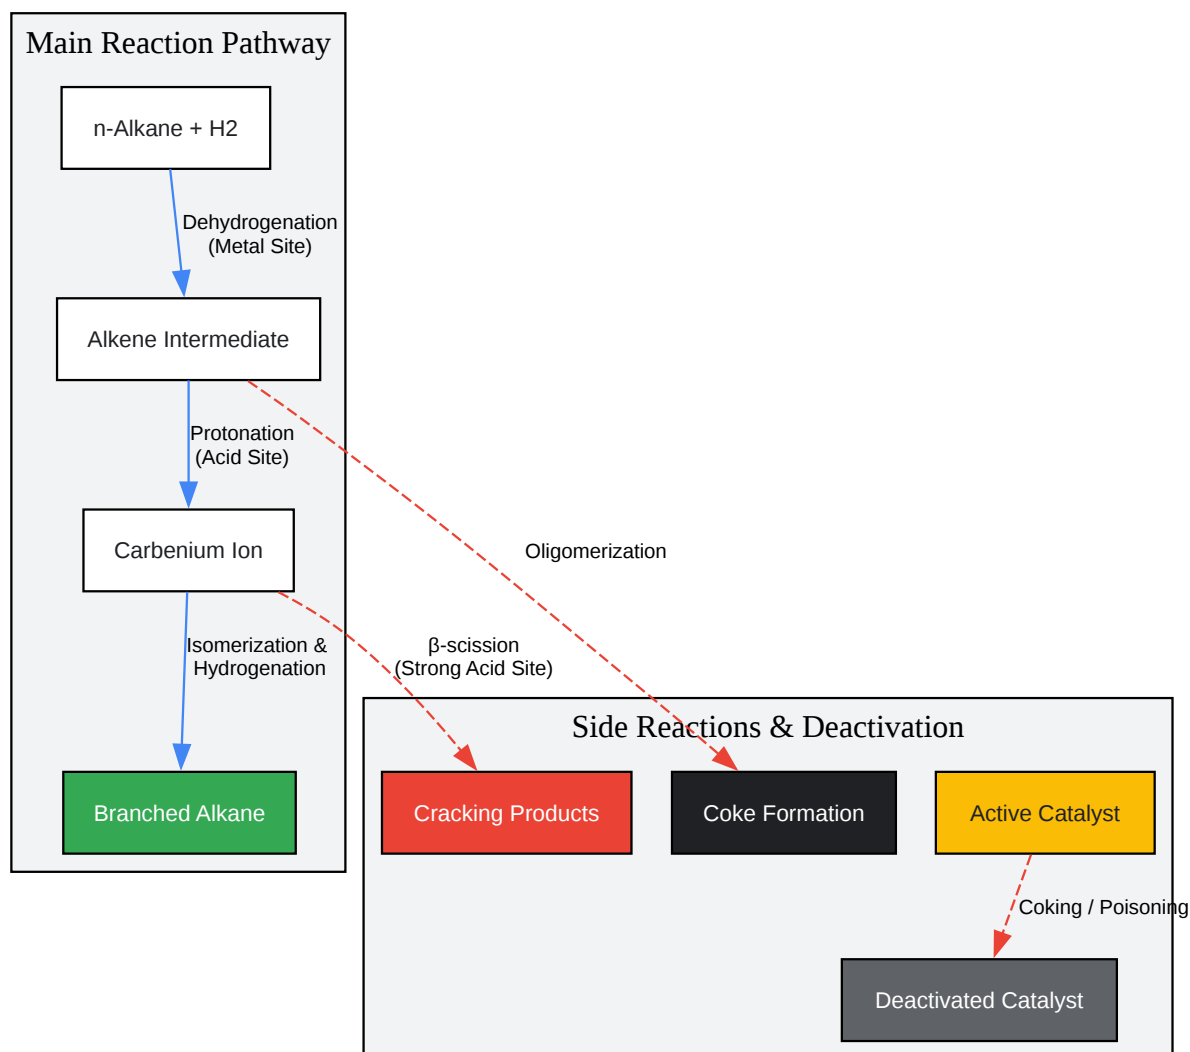 Main Reaction Pathway
n-Alkane + H2
Dehydrogenation
(Metal Site)
Alkene Intermediate
Protonation
(Acid Site)
Carbenium Ion
Oligomerization
Isomerization &
Hydrogenation
β-scission
(Strong Acid Site)
Side Reactions & Deactivation
Branched Alkane
Cracking Products
Coke Formation
Active Catalyst
Coking / Poisoning
Deactivated Catalyst